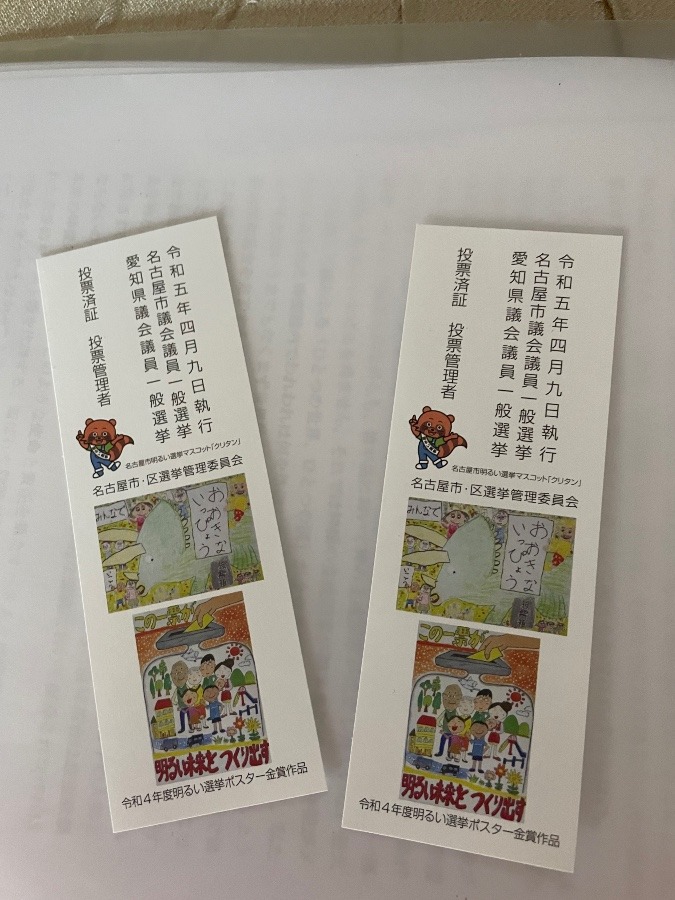 令和五年四月九日執行
名古屋市議会議員一般選挙
愛知県議会議員一般選挙
投票済証 投票管理者
名古屋市明るい選挙マスコット「クリタン」
名古屋市・区選挙管理委員会
みんなで
おおきな
いっぴょう
この一票が
明るい未来を つくり出す
令和4年度明るい選挙ポスター金賞作品
令和五年四月九日執行
名古屋市議会議員一般選挙
愛知県議会議員一般選挙
投票済証 投票管理者
名古屋市明るい選挙マスコット「クリタン」
名古屋市・区選挙管理委員会
みんなで
おおきな
いっぴょう
この一票が
明るい未来を つくり出す
令和4年度明るい選挙ポスター金賞作品